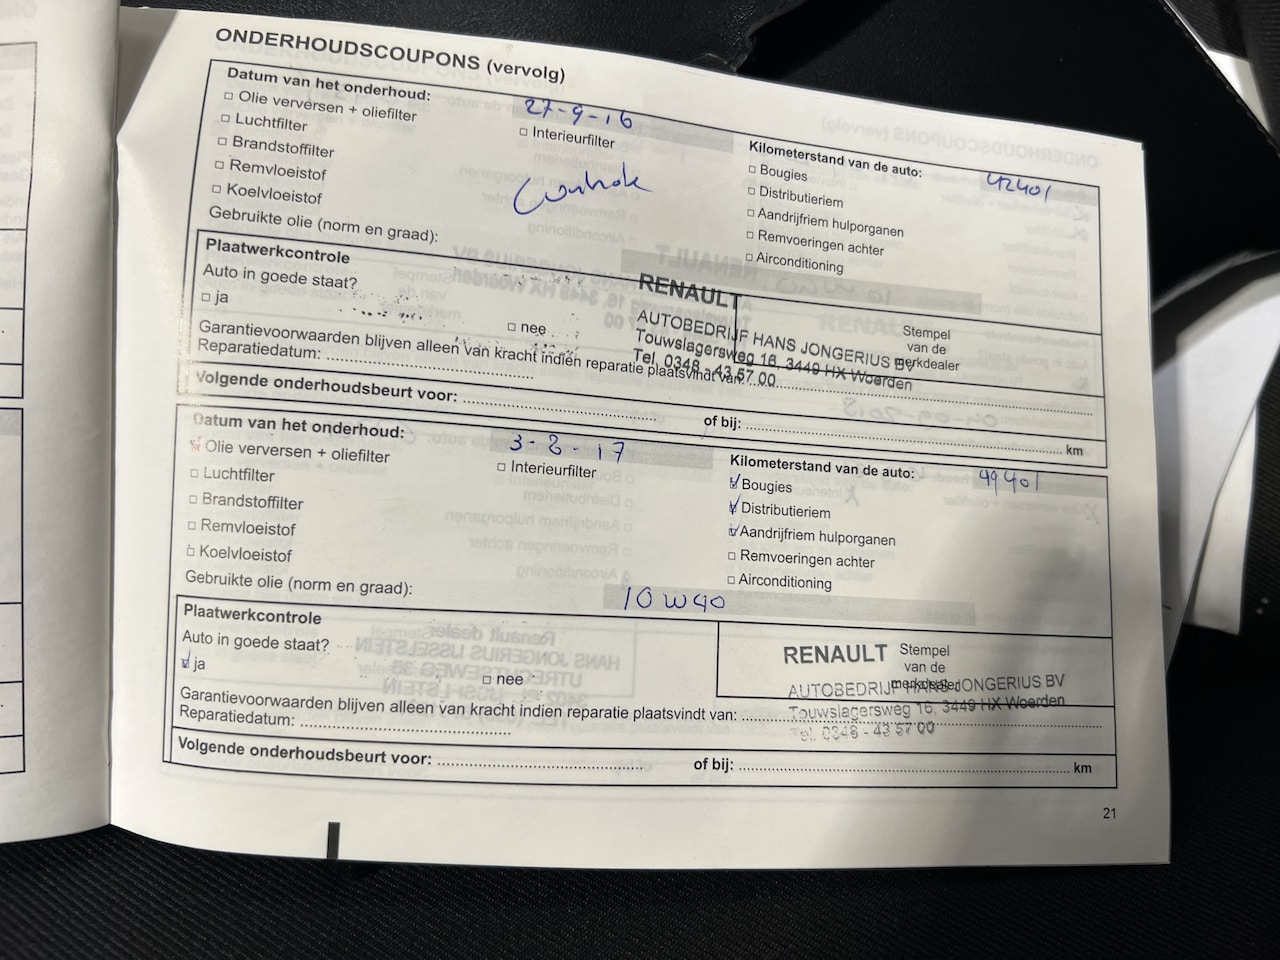 ONDERHOUDSCOUPONS (vervolg)
Datum van het onderhoud: 27-9-16
Kilometerstand van de auto: 42401
Olie verversen + oliefilter
Interieurfilter
Bougies
Luchtfilter
Distributieriem
Brandstoffilter
Aandrijfriem hulporganen
Remvloeistof
Controle
Remvoeringen achter
Koelvloeistof
Airconditioning
Gebruikte olie (norm en graad):
Plaatwerkcontrole
Auto in goede staat?
ja
nee
RENAULT
AUTOBEDRIJF HANS JONGERIUS BV
Touwslagersweg 16, 3449 HX Woerden
Tel. 0348 - 43 57 00
Stempel
van de
merkdealer
Garantievoorwaarden blijven alleen van kracht indien reparatie plaatsvindt van:
Reparatiedatum:
Volgende onderhoudsbeurt voor: of bij: km
Datum van het onderhoud: 3-8-17
Kilometerstand van de auto: 49401
Olie verversen + oliefilter
Interieurfilter
Bougies
Luchtfilter
Distributieriem
Brandstoffilter
Aandrijfriem hulporganen
Remvloeistof
Remvoeringen achter
Koelvloeistof
Airconditioning
Gebruikte olie (norm en graad): 10W40
Plaatwerkcontrole
Auto in goede staat?
ja
nee
RENAULT
AUTOBEDRIJF HANS JONGERIUS BV
Touwslagersweg 16, 3449 HX Woerden
Tel. 0348 - 43 57 00
Stempel
van de
merkdealer
Garantievoorwaarden blijven alleen van kracht indien reparatie plaatsvindt van:
Reparatiedatum:
Volgende onderhoudsbeurt voor: of bij: km
21